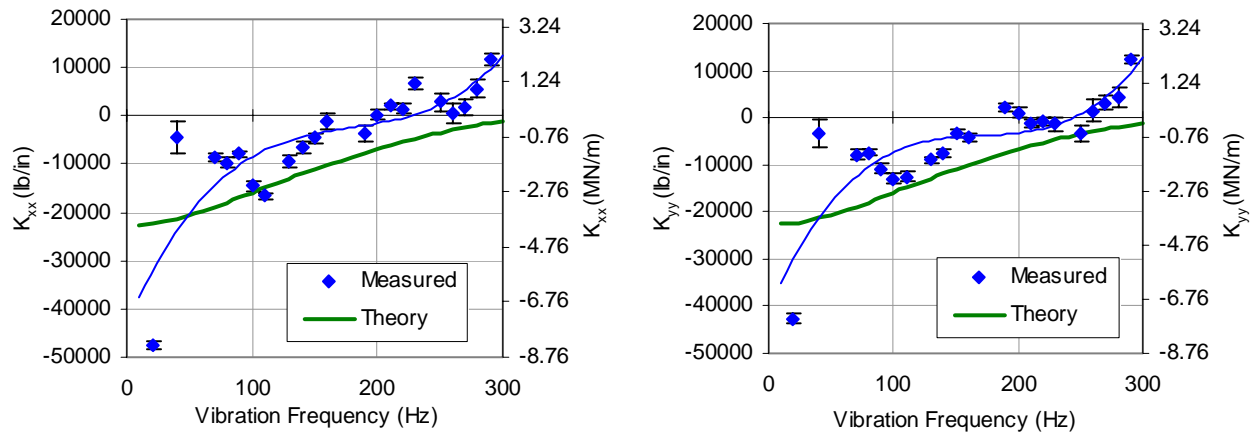 20000
10000
0
-10000
-20000
-30000
-40000
-50000
K_xx (lb/in)
3.24
1.24
-0.76
-2.76
-4.76
-6.76
-8.76
K_xx (MN/m)
Measured
Theory
0 100 200 300
Vibration Frequency (Hz)
20000
10000
0
-10000
-20000
-30000
-40000
-50000
K_yy (lb/in)
3.24
1.24
-0.76
-2.76
-4.76
-6.76
-8.76
K_yy (MN/m)
Measured
Theory
0 100 200 300
Vibration Frequency (Hz)